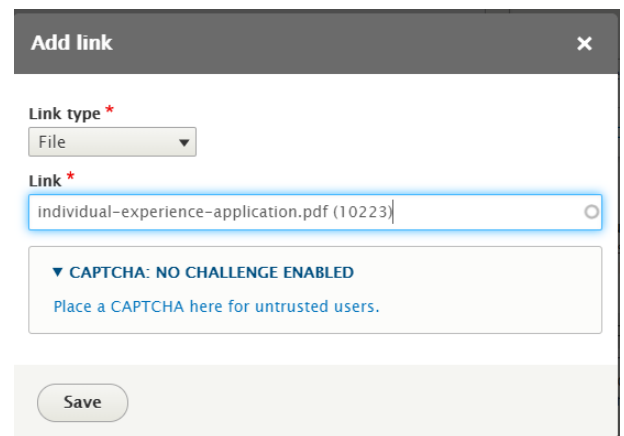 Add link
Link type *
File
Link *
individual-experience-application.pdf (10223)
CAPTCHA: NO CHALLENGE ENABLED
Place a CAPTCHA here for untrusted users.
Save